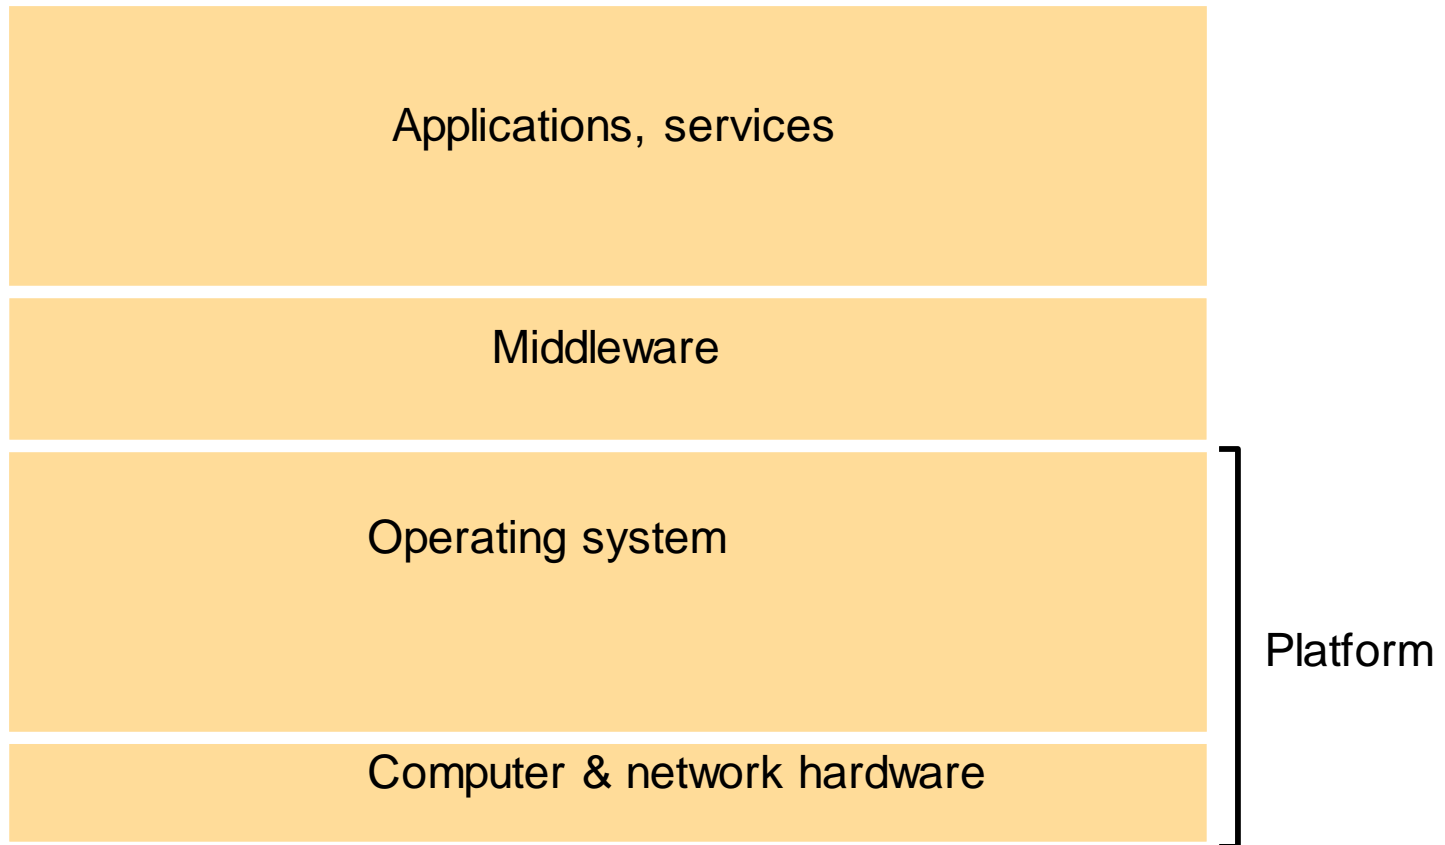 Applications, services
Middleware
Operating system
Platform
Computer & network hardware